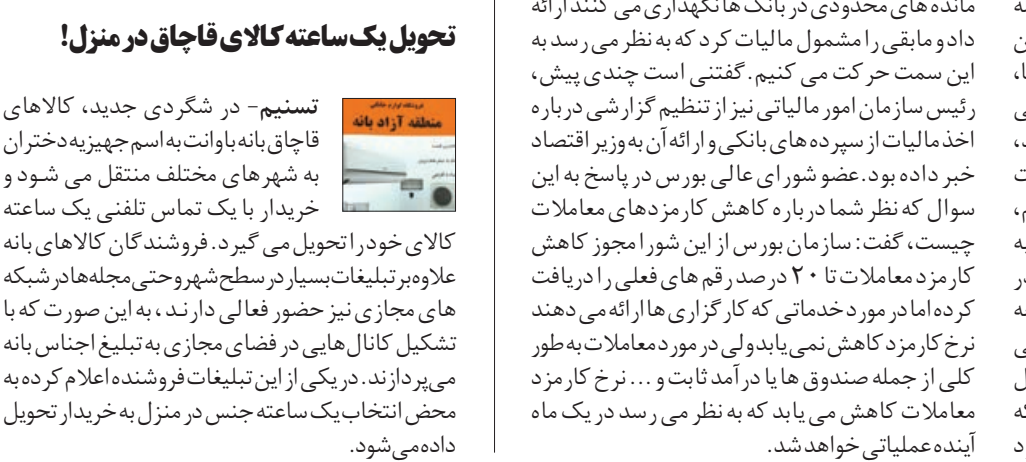 مانده های محدودی در بانک ها نگهداری می کنند ارائه
داد و مابقی را مشمول مالیات کرد که به نظر می رسد به
این سمت حرکت می کنیم. گفتنی است چندی پیش،
رئیس سازمان امور مالیاتی نیز از تنظیم گزارشی درباره
اخذ مالیات از سپرده های بانکی و ارائه آن به وزیر اقتصاد
خبر داده بود. عضو شورای عالی بورس در پاسخ به این
سوال که نظر شما درباره کاهش کارمزدهای معاملات
چیست، گفت: سازمان بورس از این شورا مجوز کاهش
کارمزد معاملات تا ۲۰ درصد رقم های فعلی را دریافت
کرده اما در مورد خدماتی که کارگزاری ها ارائه می دهند
نرخ کارمزد کاهش نمی یابد ولی در مورد معاملات به طور
کلی از جمله صندوق ها یا درآمد ثابت و ... نرخ کارمزد
معاملات کاهش می یابد که به نظر می رسد در یک ماه
آینده عملیاتی خواهد شد.
تحویل یک ساعته کالای قاچاق در منزل!
منطقه آزاد بانه
تسنیم- در شگردی جدید، کالاهای
قاچاق بانه با وانت به اسم جهیزیه دختران
به شهرهای مختلف منتقل می شود و
خریدار با یک تماس تلفنی یک ساعته
کالای خود را تحویل می گیرد. فروشندگان کالاهای بانه
علاوه بر تبلیغات بسیار در سطح شهر و حتی مجله ها در شبکه
های مجازی نیز حضور فعالی دارند، به این صورت که با
تشکیل کانال هایی در فضای مجازی به تبلیغ اجناس بانه
می پردازند. در یکی از این تبلیغات فروشنده اعلام کرده به
محض انتخاب یک ساعته جنس در منزل به خریدار تحویل
داده می شود.